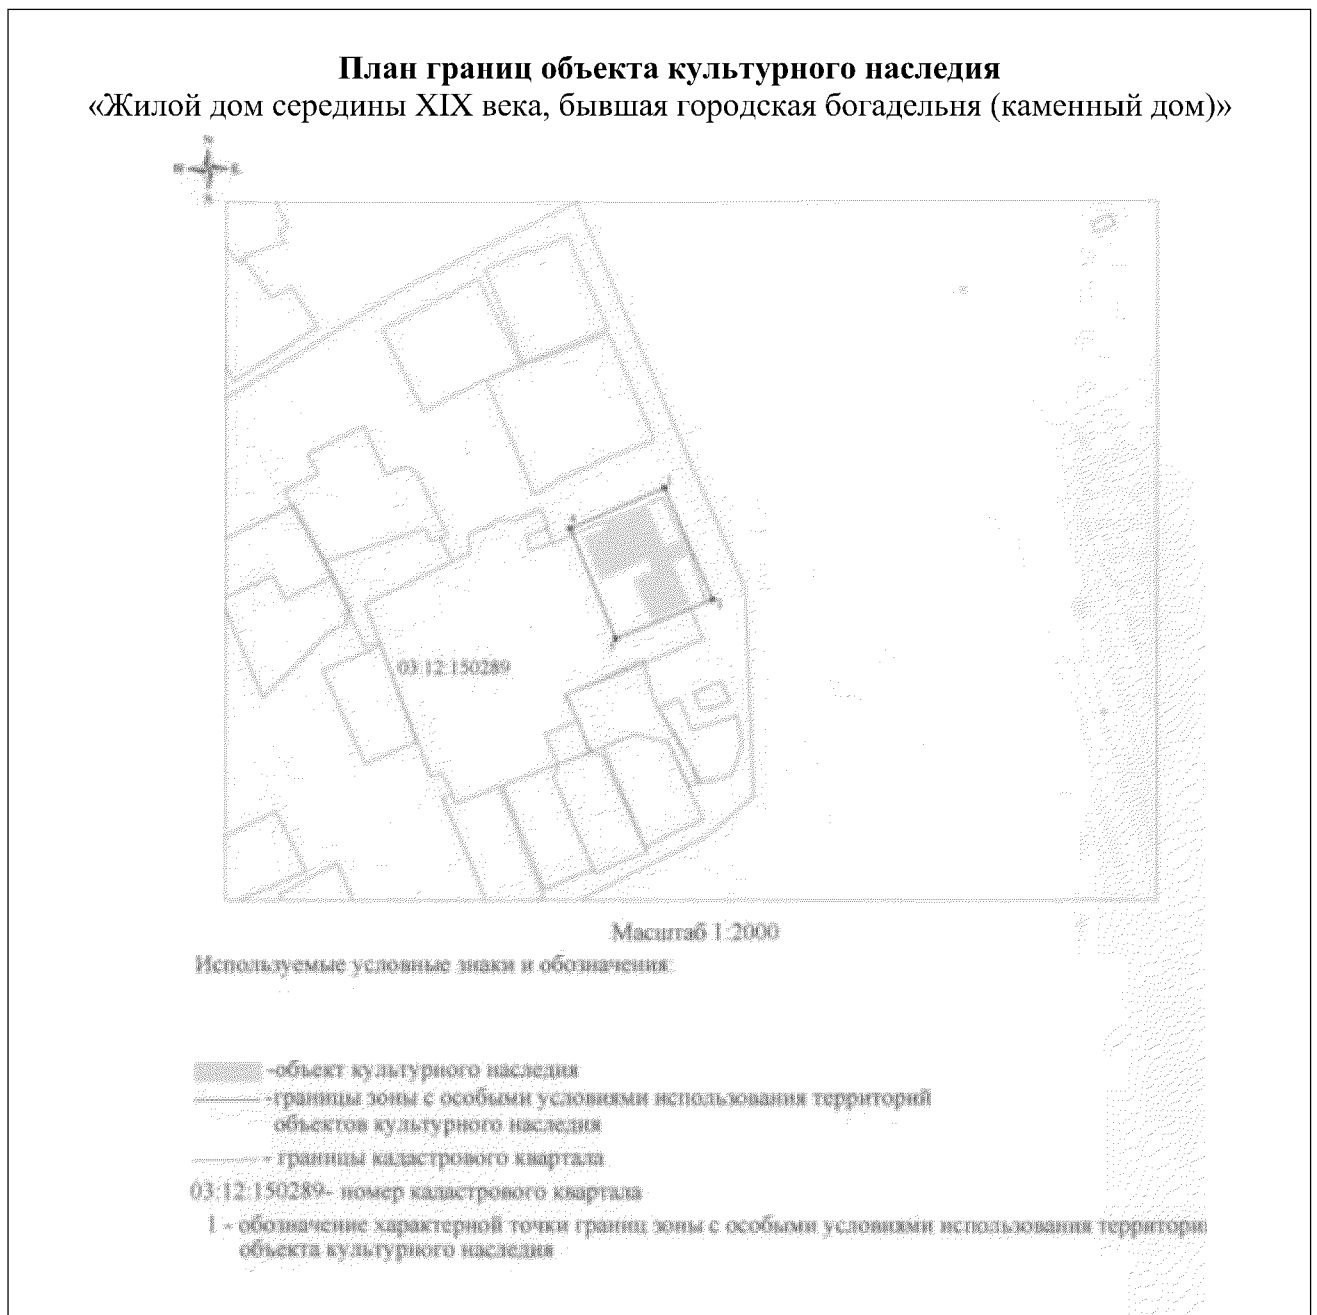 План границ объекта культурного наследия
«Жилой дом середины XIX века, бывшая городская богадельня (каменный дом)»
03:12:150289
Масштаб 1:2000
Используемые условные знаки и обозначения:
-объект культурного наследия
-границы зоны с особыми условиями использования территорий
объектов культурного наследия
- границы кадастрового квартала
03:12:150289- номер кадастрового квартала
1 - обозначение характерной точки границ зоны с особыми условиями использования территори
объекта культурного наследия